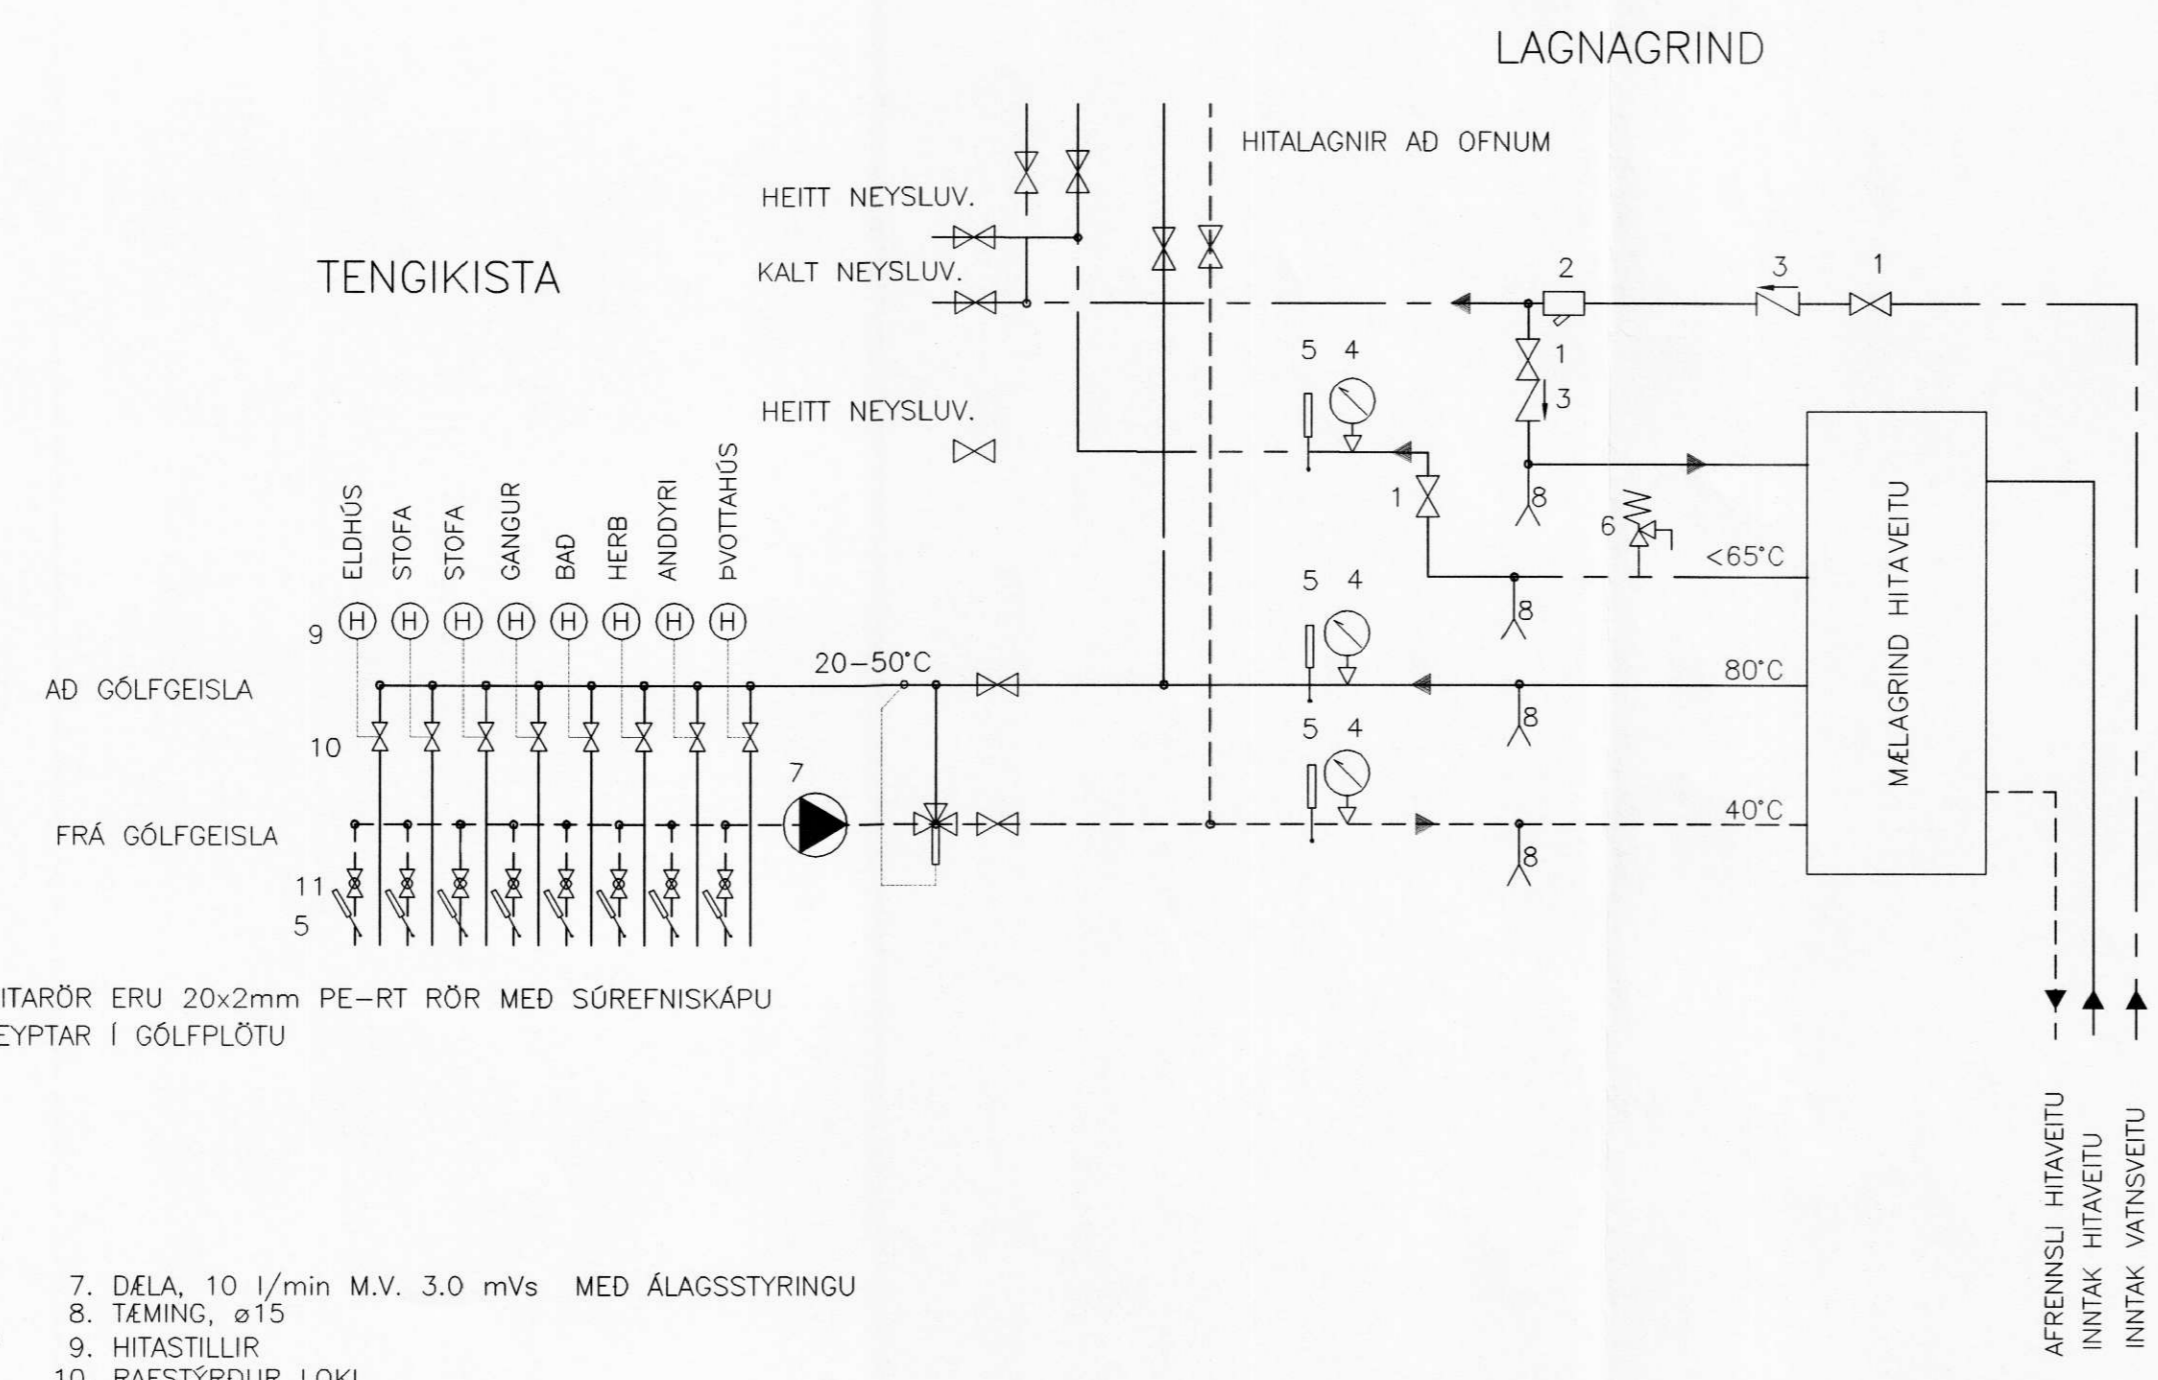 LAGNAGRIND
HITALAGNIR AÐ OFNUM
HEITT NEYSLUV.
TENGIKISTA
KALT NEYSLUV.
2
3
1
5 4
1
3
HEITT NEYSLUV.
ELDHÚS
STOFA
STOFA
GANGUR
BAÐ
HERB
ANDDYRI
ÞVOTTAHÚS
1
8
6
<65°C
MÆLAGRIND HITAVEITU
5 4
8
9
H H H H H H H H
20-50°C
80°C
AÐ GÓLFGEISLA
10
5 4
8
7
40°C
FRÁ GÓLFGEISLA
8
11
5
ITARÖR ERU 20x2mm PE-RT RÖR MEÐ SÚREFNISKÁPU
EYPTAR Í GÓLFPLÖTU
AFRENNSLI HITAVEITU
INNTAK HITAVEITU
INNTAK VATNSVEITU
7. DÆLA, 10 l/min M.V. 3.0 mVs MEÐ ÁLAGSSTYRINGU
8. TÆMING, ø15
9. HITASTILLIR
10. RAFSTÝRÐUR LOKI